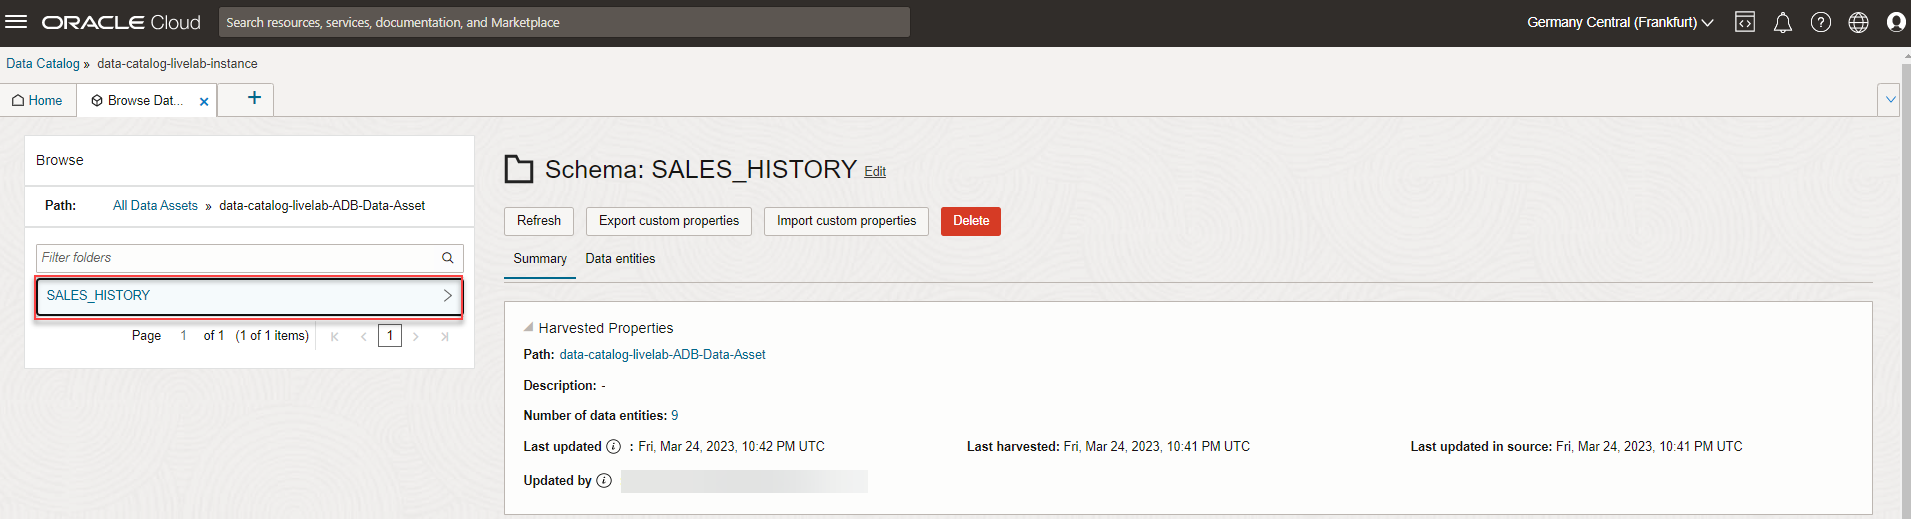 ORACLE Cloud
Search resources, services, documentation, and Marketplace
Germany Central (Frankfurt)
Data Catalog » data-catalog-livelab-instance
Home
Browse Dat... ×
+
Browse
Path: All Data Assets » data-catalog-livelab-ADB-Data-Asset
Filter folders
SALES_HISTORY
Page 1 of 1 (1 of 1 items) 1
Schema: SALES_HISTORY Edit
Refresh Export custom properties Import custom properties Delete
Summary Data entities
Harvested Properties
Path: data-catalog-livelab-ADB-Data-Asset
Description: -
Number of data entities: 9
Last updated : Fri, Mar 24, 2023, 10:42 PM UTC Last harvested: Fri, Mar 24, 2023, 10:41 PM UTC Last updated in source: Fri, Mar 24, 2023, 10:41 PM UTC
Updated by